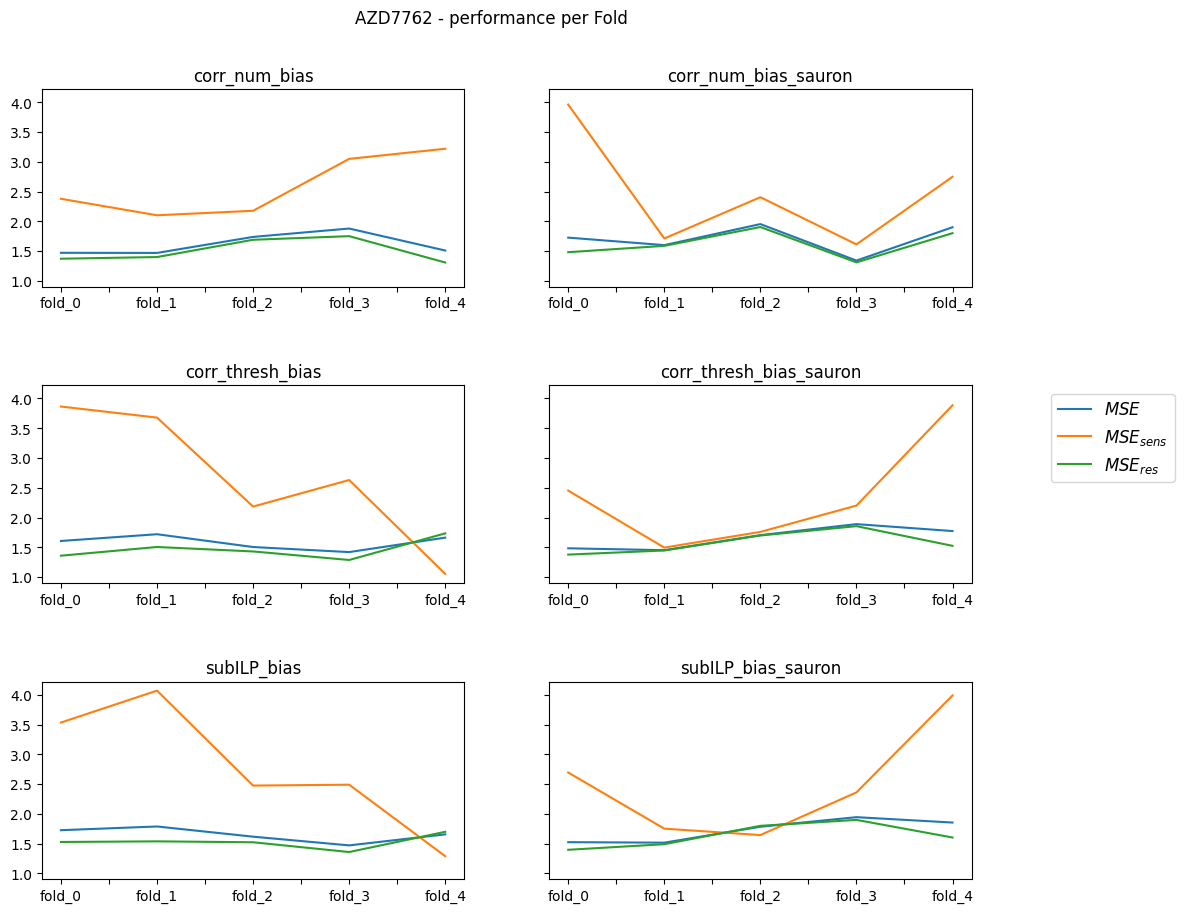 AZD7762 - performance per Fold
corr_num_bias
corr_num_bias_sauron
4.0
3.5
3.0
2.5
2.0
1.5
1.0
fold_0 fold_1 fold_2 fold_3 fold_4
fold_0 fold_1 fold_2 fold_3 fold_4
corr_thresh_bias
corr_thresh_bias_sauron
4.0
3.5
3.0
2.5
2.0
1.5
1.0
fold_0 fold_1 fold_2 fold_3 fold_4
fold_0 fold_1 fold_2 fold_3 fold_4
MSE
MSE_sens
MSE_res
subILP_bias
subILP_bias_sauron
4.0
3.5
3.0
2.5
2.0
1.5
1.0
fold_0 fold_1 fold_2 fold_3 fold_4
fold_0 fold_1 fold_2 fold_3 fold_4